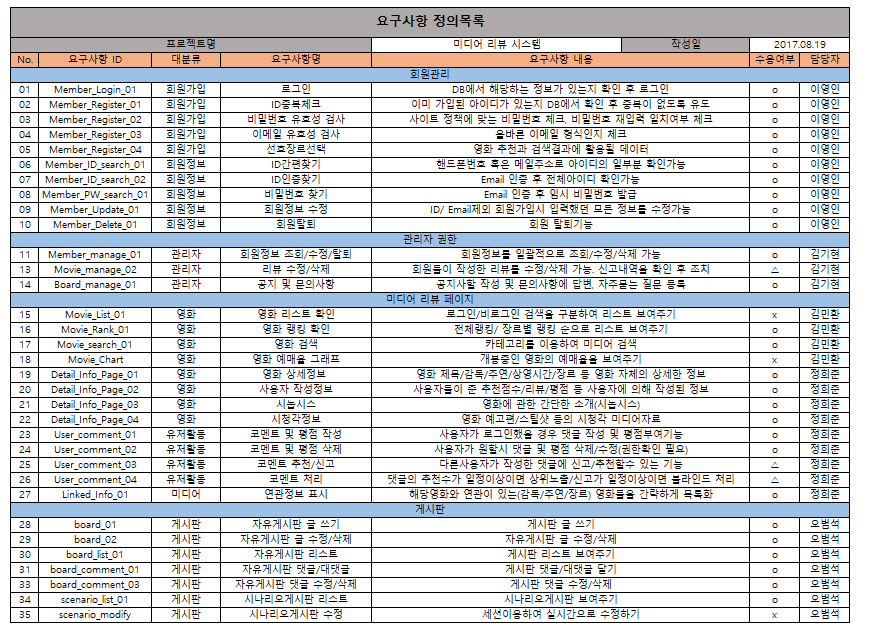 요구사항 정의목록
프로젝트명 미디어 리뷰 시스템 작성일 2017.08.19
No. 요구사항 ID 대분류 요구사항명 요구사항 내용 수용여부 담당자
회원관리
01 Member_Login_01 회원가입 로그인 DB에서 해당하는 정보가 있는지 확인 후 로그인 o 이영인
02 Member_Register_01 회원가입 ID중복체크 이미 가입된 아이디가 있는지 DB에서 확인 후 중복이 없도록 유도 o 이영인
03 Member_Register_02 회원가입 비밀번호 유효성 검사 사이트 정책에 맞는 비밀번호 체크, 비밀번호 재입력 일치여부 체크 o 이영인
04 Member_Register_03 회원가입 이메일 유효성 검사 올바른 이메일 형식인지 체크 o 이영인
05 Member_Register_04 회원가입 선호장르선택 영화 추천과 검색결과에 활용될 데이터 o 이영인
06 Member_ID_search_01 회원정보 ID간편찾기 핸드폰번호 혹은 메일주소로 아이디의 일부분 확인가능 o 이영인
07 Member_ID_search_02 회원정보 ID인증찾기 Email 인증 후 전체아이디 확인가능 o 이영인
08 Member_PW_search_01 회원정보 비밀번호 찾기 Email 인증 후 임시 비밀번호 발급 o 이영인
09 Member_Update_01 회원정보 회원정보 수정 ID/ Email제외 회원가입시 입력했던 모든 정보를 수정가능 o 이영인
10 Member_Delete_01 회원정보 회원탈퇴 회원 탈퇴기능 o 이영인
관리자 권한
11 Member_manage_01 관리자 회원정보 조회/수정/탈퇴 회원정보를 일괄적으로 조회/수정/삭제 가능 o 김기현
13 Movie_manage_02 관리자 리뷰 수정/삭제 회원들이 작성한 리뷰를 수정/삭제 가능. 신고내역을 확인 후 조치 △ 김기현
14 Board_manage_01 관리자 공지 및 문의사항 공지사할 작성 및 문의사항에 답변, 자주묻는 질문 등록 o 김기현
미디어 리뷰 페이지
15 Movie_List_01 영화 영화 리스트 확인 로그인/비로그인 검색을 구분하여 리스트 보여주기 x 김민환
16 Movie_Rank_01 영화 영화 랭킹 확인 전체랭킹/ 장르별 랭킹 순으로 리스트 보여주기 o 김민환
17 Movie_search_01 영화 영화 검색 카테고리를 이용하여 미디어 검색 o 김민환
18 Movie_Chart 영화 영화 예매율 그래프 개봉중인 영화의 예매율을 보여주기 x 김민환
19 Detail_Info_Page_01 영화 영화 상세정보 영화 제목/감독/주연/상영시간/장르 등 영화 자체의 상세한 정보 o 정희준
20 Detail_Info_Page_02 영화 사용자 작성정보 사용자들이 준 추천점수/리뷰/평점 등 사용자에 의해 작성된 정보 o 정희준
21 Detail_Info_Page_03 영화 시놉시스 영화에 관한 간단한 소개(시놉시스) o 정희준
22 Detail_Info_Page_04 영화 시청각정보 영화 예고편/스틸샷 등의 시청각 미디어자료 o 정희준
23 User_comment_01 유저활동 코멘트 및 평점 작성 사용자가 로그인했을 경우 댓글 작성 및 평점부여기능 o 정희준
24 User_comment_02 유저활동 코멘트 및 평점 삭제 사용자가 원할시 댓글 및 평점 삭제/수정(권한확인 필요) o 정희준
25 User_comment_03 유저활동 코멘트 추천/신고 다른사용자가 작성한 댓글에 신고/추천할수 있는 기능 △ 정희준
26 User_comment_04 유저활동 코멘트 처리 댓글의 추천수가 일정이상이면 상위노출/신고가 일정이상이면 블라인드 처리 △ 정희준
27 Linked_Info_01 미디어 연관정보 표시 해당영화와 연관이 있는(감독/주연/장르) 영화들을 간략하게 목록화 o 정희준
게시판
28 board_01 게시판 자유게시판 글 쓰기 게시판 글 쓰기 o 오범석
29 board_02 게시판 자유게시판 글 수정/삭제 자유게시판 글 수정/삭제 o 오범석
30 board_list_01 게시판 자유게시판 리스트 게시판 리스트 보여주기 o 오범석
31 board_comment_01 게시판 자유게시판 댓글/대댓글 게시판 댓글/대댓글 달기 o 오범석
33 board_comment_03 게시판 자유게시판 댓글 수정/삭제 게시판 댓글 수정/삭제 o 오범석
34 scenario_list_01 게시판 시나리오게시판 리스트 시나리오게시판 보여주기 o 오범석
35 scenario_modify 게시판 시나리오게시판 수정 세션이용하여 실시간으로 수정하기 x 오범석